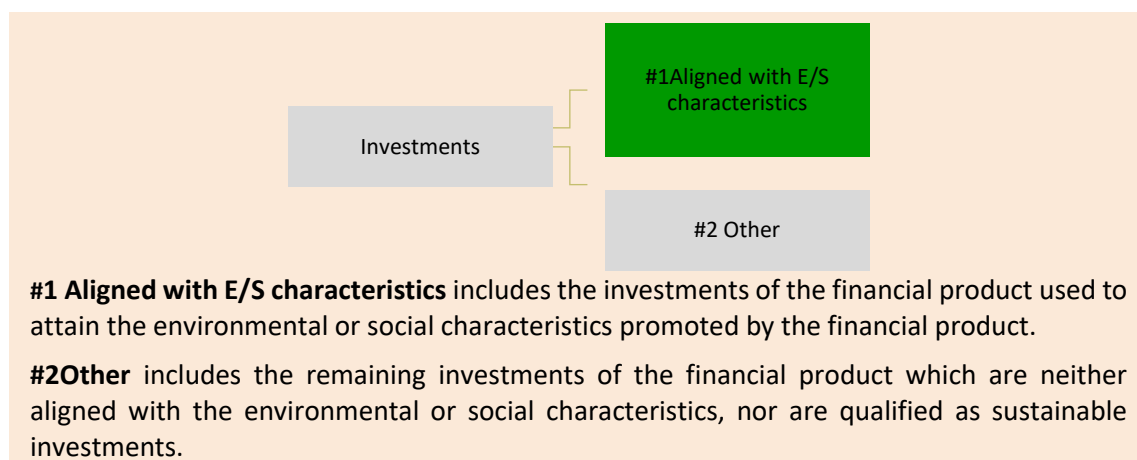 #1Aligned with E/S
characteristics
Investments
#2 Other
#1 Aligned with E/S characteristics includes the investments of the financial product used to
attain the environmental or social characteristics promoted by the financial product.
#2Other includes the remaining investments of the financial product which are neither
aligned with the environmental or social characteristics, nor are qualified as sustainable
investments.